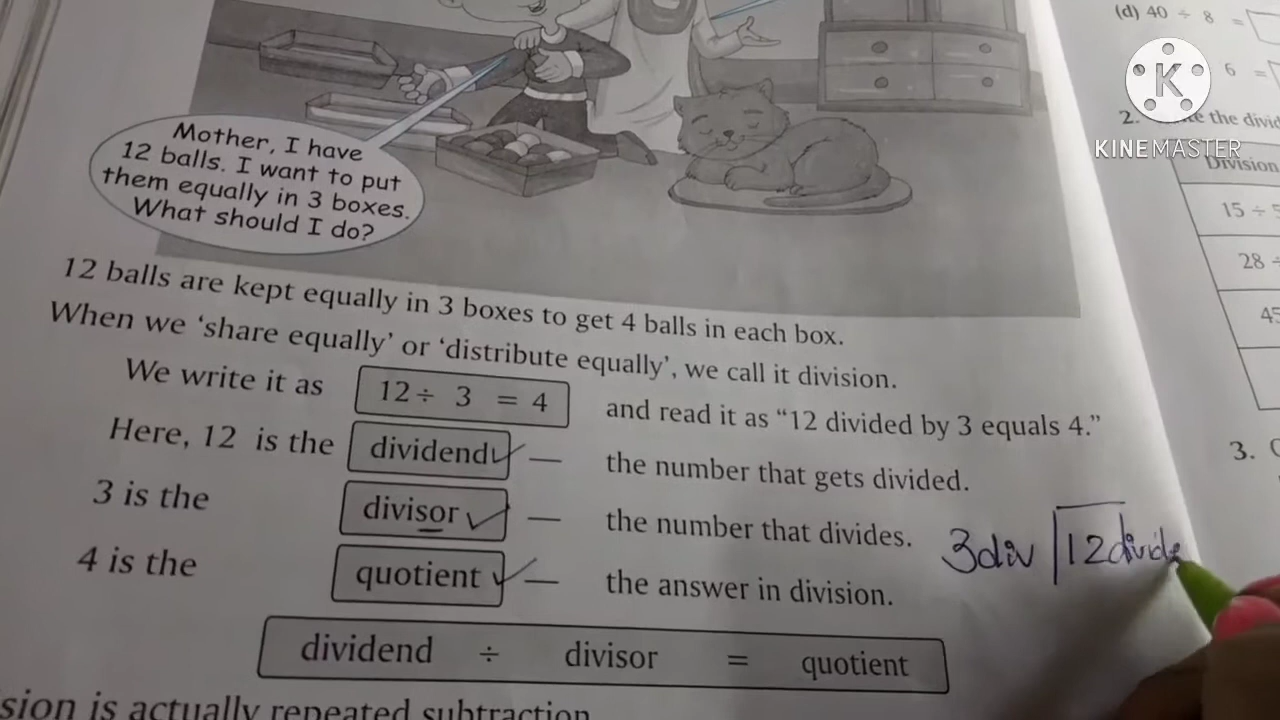 Mother, I have
12 balls. I want to put
them equally in 3 boxes.
What should I do?
12 balls are kept equally in 3 boxes to get 4 balls in each box.
When we ‘share equally’ or ‘distribute equally’, we call it division.
We write it as 12 ÷ 3 = 4 and read it as “12 divided by 3 equals 4.”
Here, 12 is the dividend — the number that gets divided.
3 is the divisor — the number that divides.
4 is the quotient — the answer in division.
3div 12divide
dividend ÷ divisor = quotient
is actually repeated subtraction
(d) 40 ÷ 8 =
6 =
2. the
Division
15 ÷
28 ÷
45
3.
KINEMASTER